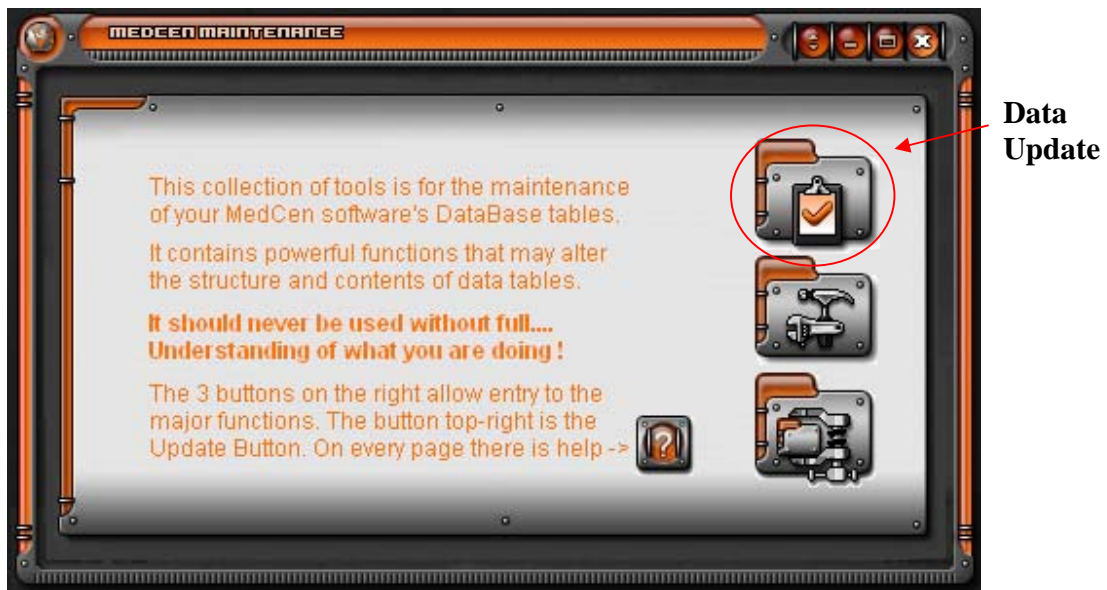 MEDCEN MAINTENANCE
Data
Update
This collection of tools is for the maintenance
of your MedCen software's DataBase tables.
It contains powerful functions that may alter
the structure and contents of data tables.
It should never be used without full....
Understanding of what you are doing !
The 3 buttons on the right allow entry to the
major functions. The button top-right is the
Update Button. On every page there is help ->
?